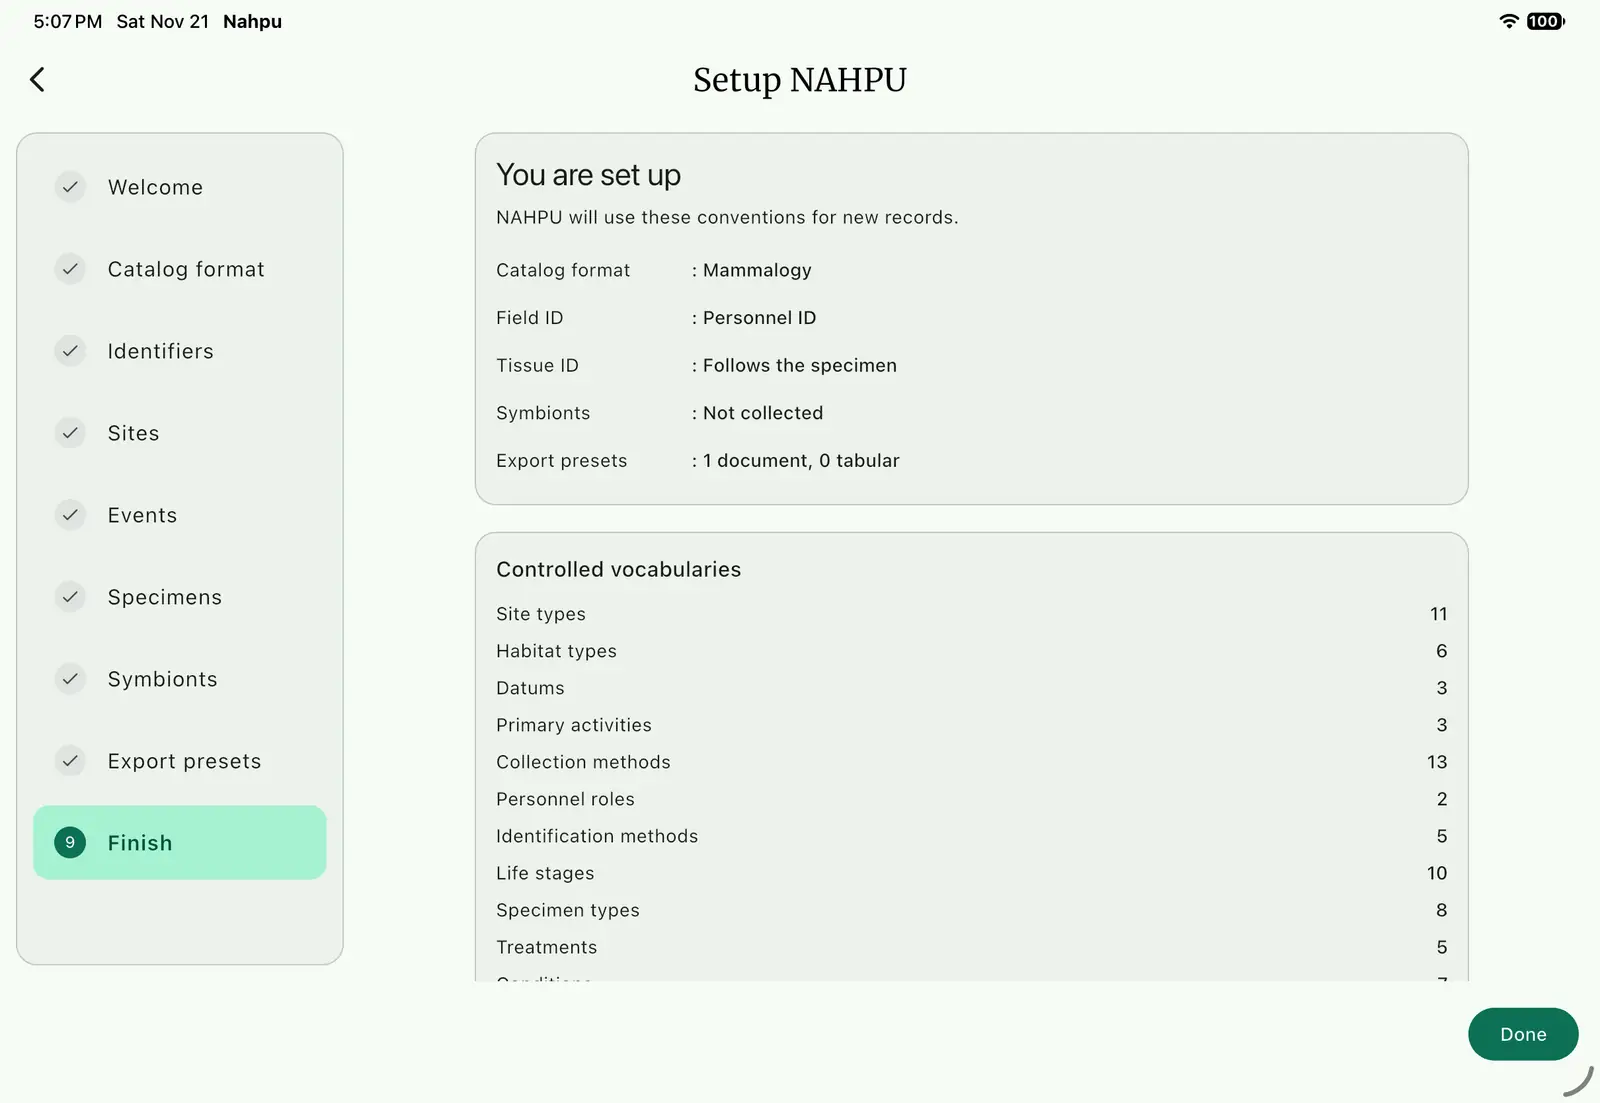 5:07 PM Sat Nov 21 Nahpu 100
Setup NAHPU
Welcome
Catalog format
Identifiers
Sites
Events
Specimens
Symbionts
Export presets
9 Finish
You are set up
NAHPU will use these conventions for new records.
Catalog format : Mammalogy
Field ID : Personnel ID
Tissue ID : Follows the specimen
Symbionts : Not collected
Export presets : 1 document, 0 tabular
Controlled vocabularies
Site types 11
Habitat types 6
Datums 3
Primary activities 3
Collection methods 13
Personnel roles 2
Identification methods 5
Life stages 10
Specimen types 8
Treatments 5
Done